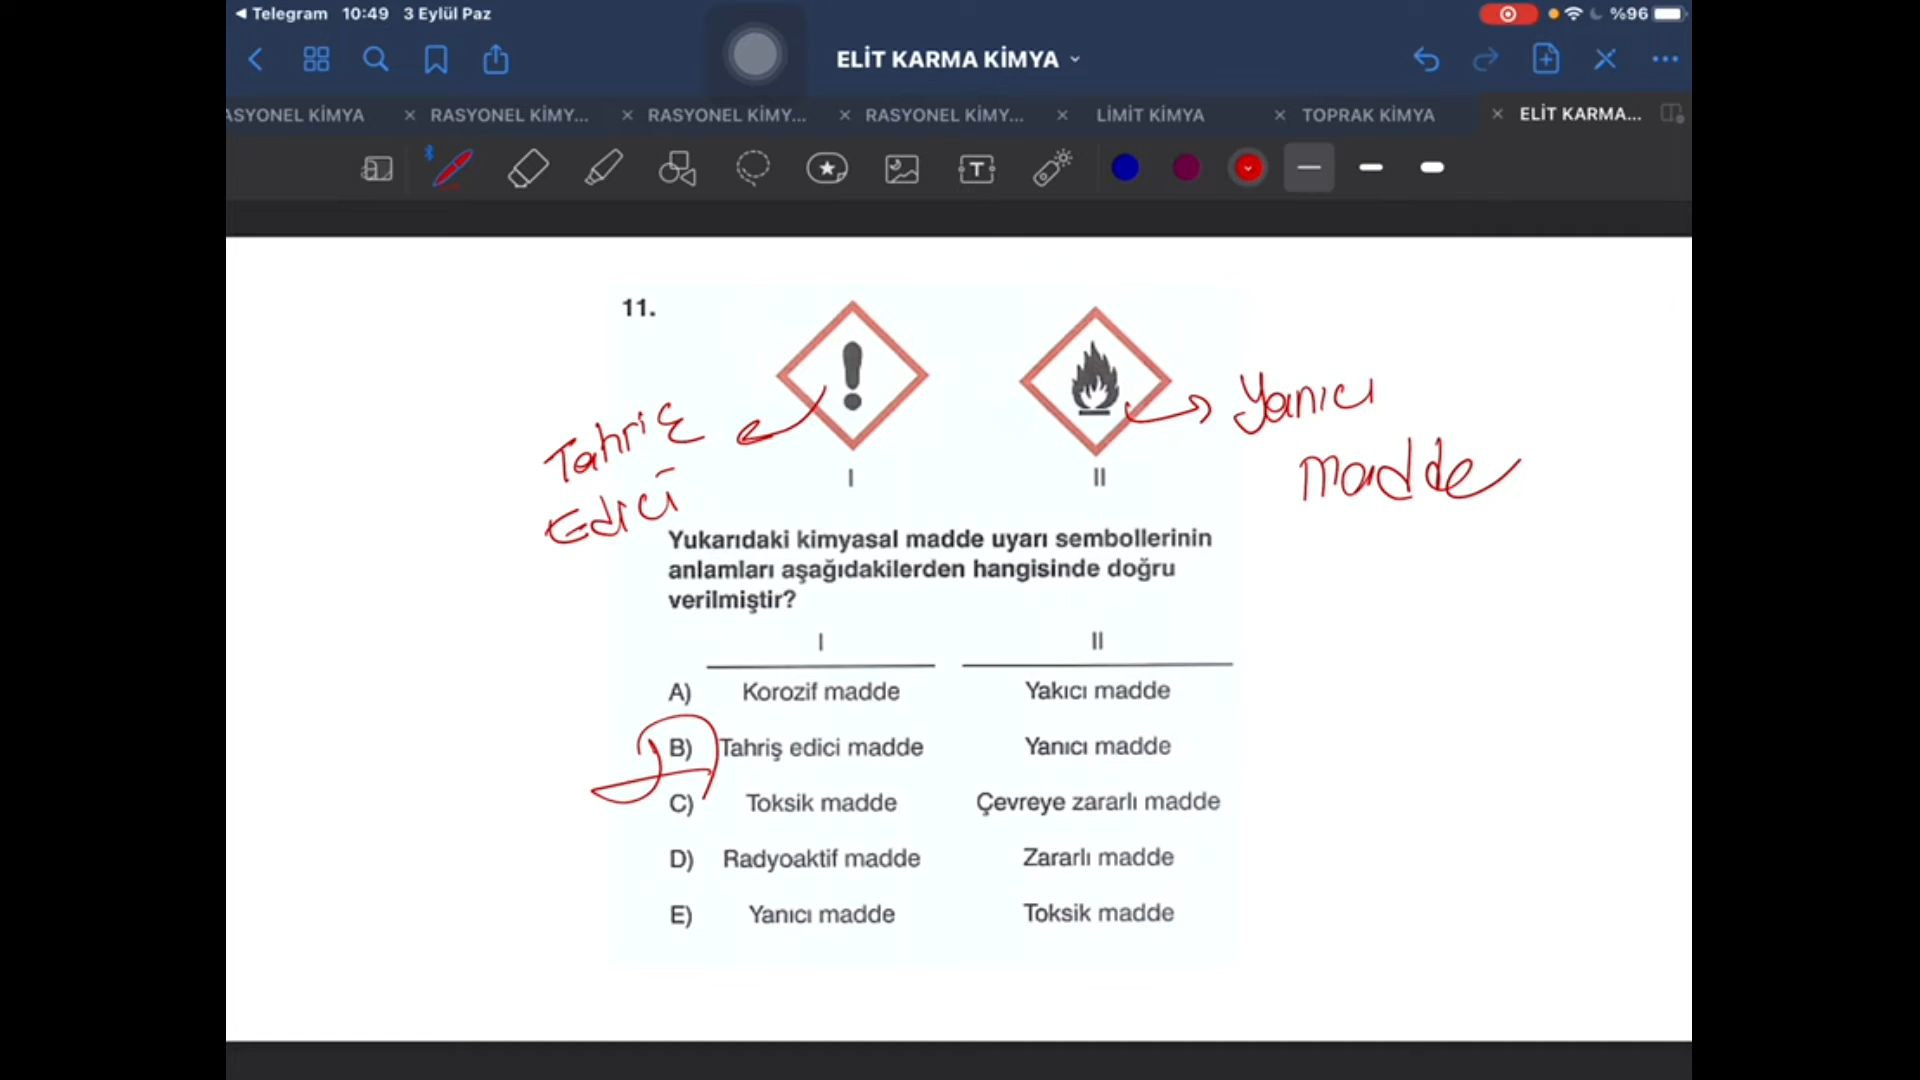 ◀ Telegram 10:49 3 Eylül Paz %96
ELİT KARMA KİMYA
ASYONEL KİMYA × RASYONEL KİMY... × RASYONEL KİMY... × RASYONEL KİMY... × LİMİT KİMYA × TOPRAK KİMYA × ELİT KARMA...
11.
Tahriş
Edici
Yanıcı
madde
I II
Yukarıdaki kimyasal madde uyarı sembollerinin
anlamları aşağıdakilerden hangisinde doğru
verilmiştir?
I II
A) Korozif madde Yakıcı madde
B) Tahriş edici madde Yanıcı madde
C) Toksik madde Çevreye zararlı madde
D) Radyoaktif madde Zararlı madde
E) Yanıcı madde Toksik madde